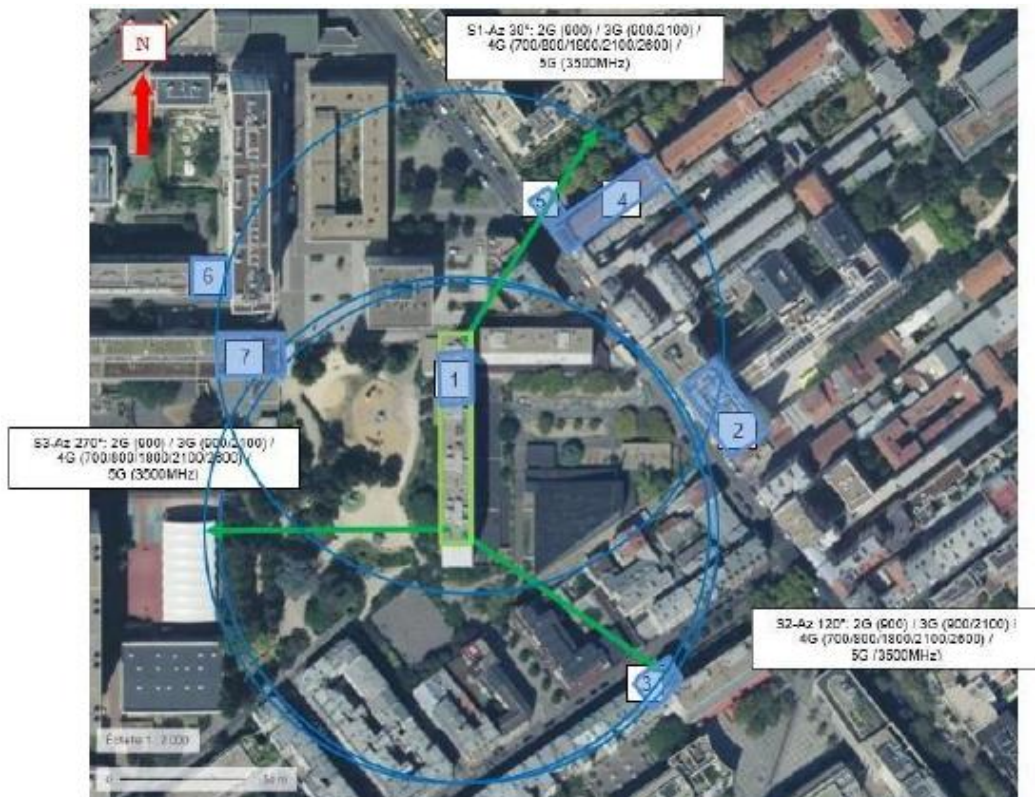 N
S1-Az 30°: 2G (900) / 3G (900/2100) /
4G (700/800/1800/2100/2600) /
5G (3500MHz)
5
4
6
7
1
2
S3-Az 270°: 2G (900) / 3G (900/2100) /
4G (700/800/1800/2100/2600) /
5G (3500MHz)
S2-Az 120°: 2G (900) / 3G (900/2100) /
4G (700/800/1800/2100/2600) /
5G (3500MHz)
3
Echelle 1 : 2 000
0 50 m